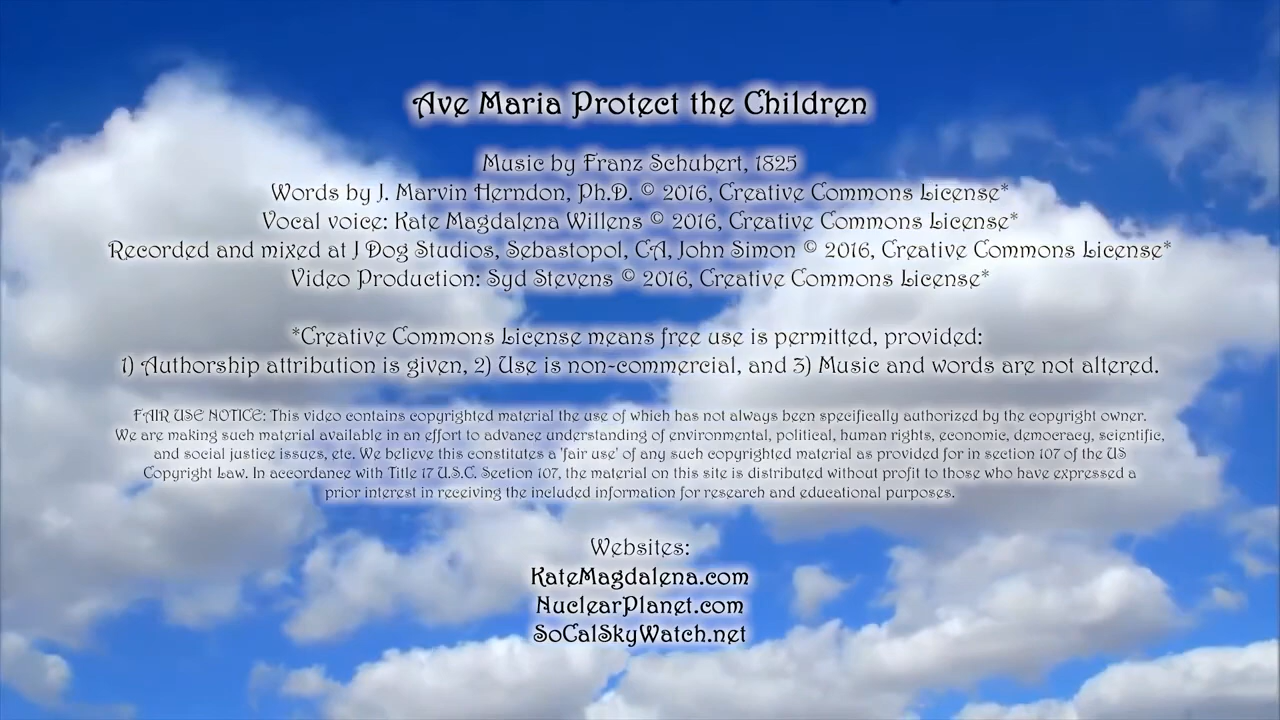 Ave Maria Protect the Children
Music by Franz Schubert, 1825
Words by J. Marvin Herndon, Ph.D. © 2016, Creative Commons License*
Vocal voice: Kate Magdalena Willens © 2016, Creative Commons License*
Recorded and mixed at J Dog Studios, Sebastopol, CA, John Simon © 2016, Creative Commons License*
Video Production: Syd Stevens © 2016, Creative Commons License*
*Creative Commons License means free use is permitted, provided:
1) Authorship attribution is given, 2) Use is non-commercial, and 3) Music and words are not altered.
FAIR USE NOTICE: This video contains copyrighted material the use of which has not always been specifically authorized by the copyright owner.
We are making such material available in an effort to advance understanding of environmental, political, human rights, economic, democracy, scientific,
and social justice issues, etc. We believe this constitutes a 'fair use' of any such copyrighted material as provided for in section 107 of the US
Copyright Law. In accordance with Title 17 U.S.C. Section 107, the material on this site is distributed without profit to those who have expressed a
prior interest in receiving the included information for research and educational purposes.
Websites:
KateMagdalena.com
NuclearPlanet.com
SoCalSkyWatch.net